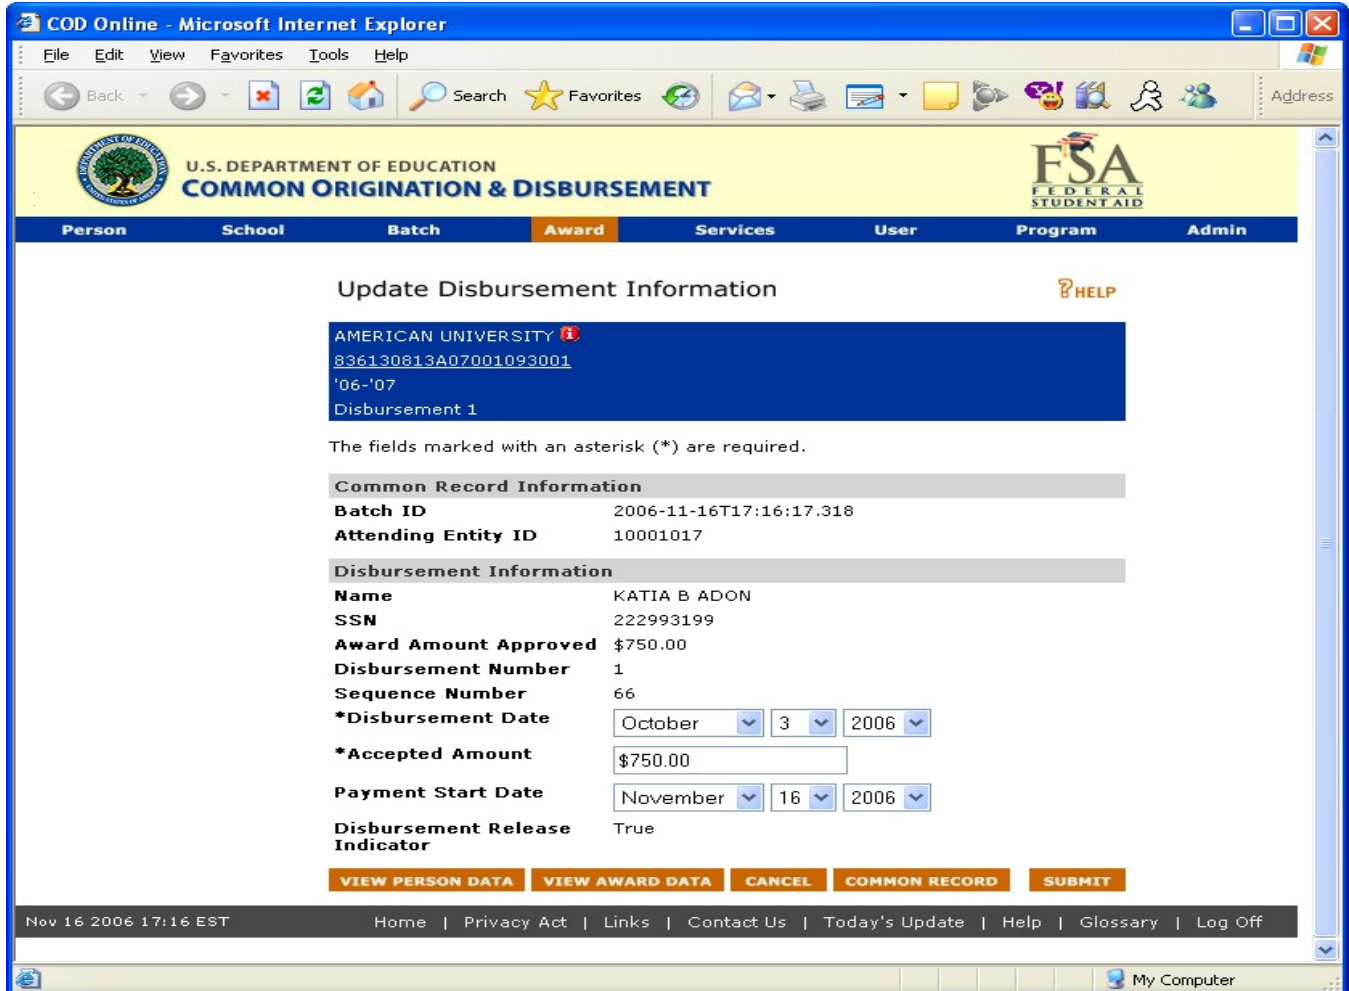 COD Online - Microsoft Internet Explorer
File Edit View Favorites Tools Help
Back Search Favorites Address
U.S. DEPARTMENT OF EDUCATION
COMMON ORIGINATION & DISBURSEMENT
FSA
FEDERAL
STUDENT AID
Person School Batch Award Services User Program Admin
Update Disbursement Information
?HELP
AMERICAN UNIVERSITY
836130813A07001093001
'06-'07
Disbursement 1
The fields marked with an asterisk (*) are required.
Common Record Information
Batch ID 2006-11-16T17:16:17.318
Attending Entity ID 10001017
Disbursement Information
Name KATIA B ADON
SSN 222993199
Award Amount Approved $750.00
Disbursement Number 1
Sequence Number 66
*Disbursement Date October 3 2006
*Accepted Amount $750.00
Payment Start Date November 16 2006
Disbursement Release True
Indicator
VIEW PERSON DATA VIEW AWARD DATA CANCEL COMMON RECORD SUBMIT
Nov 16 2006 17:16 EST Home | Privacy Act | Links | Contact Us | Today's Update | Help | Glossary | Log Off
My Computer